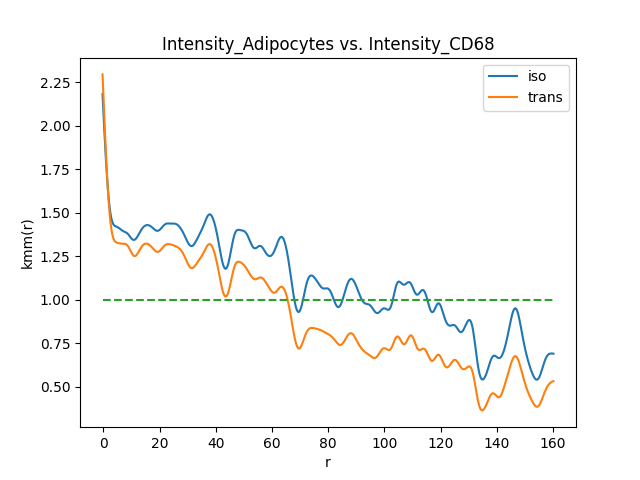 Intensity_Adipocytes vs. Intensity_CD68
iso
trans
kmm(r)
2.25
2.00
1.75
1.50
1.25
1.00
0.75
0.50
0 20 40 60 80 100 120 140 160
r